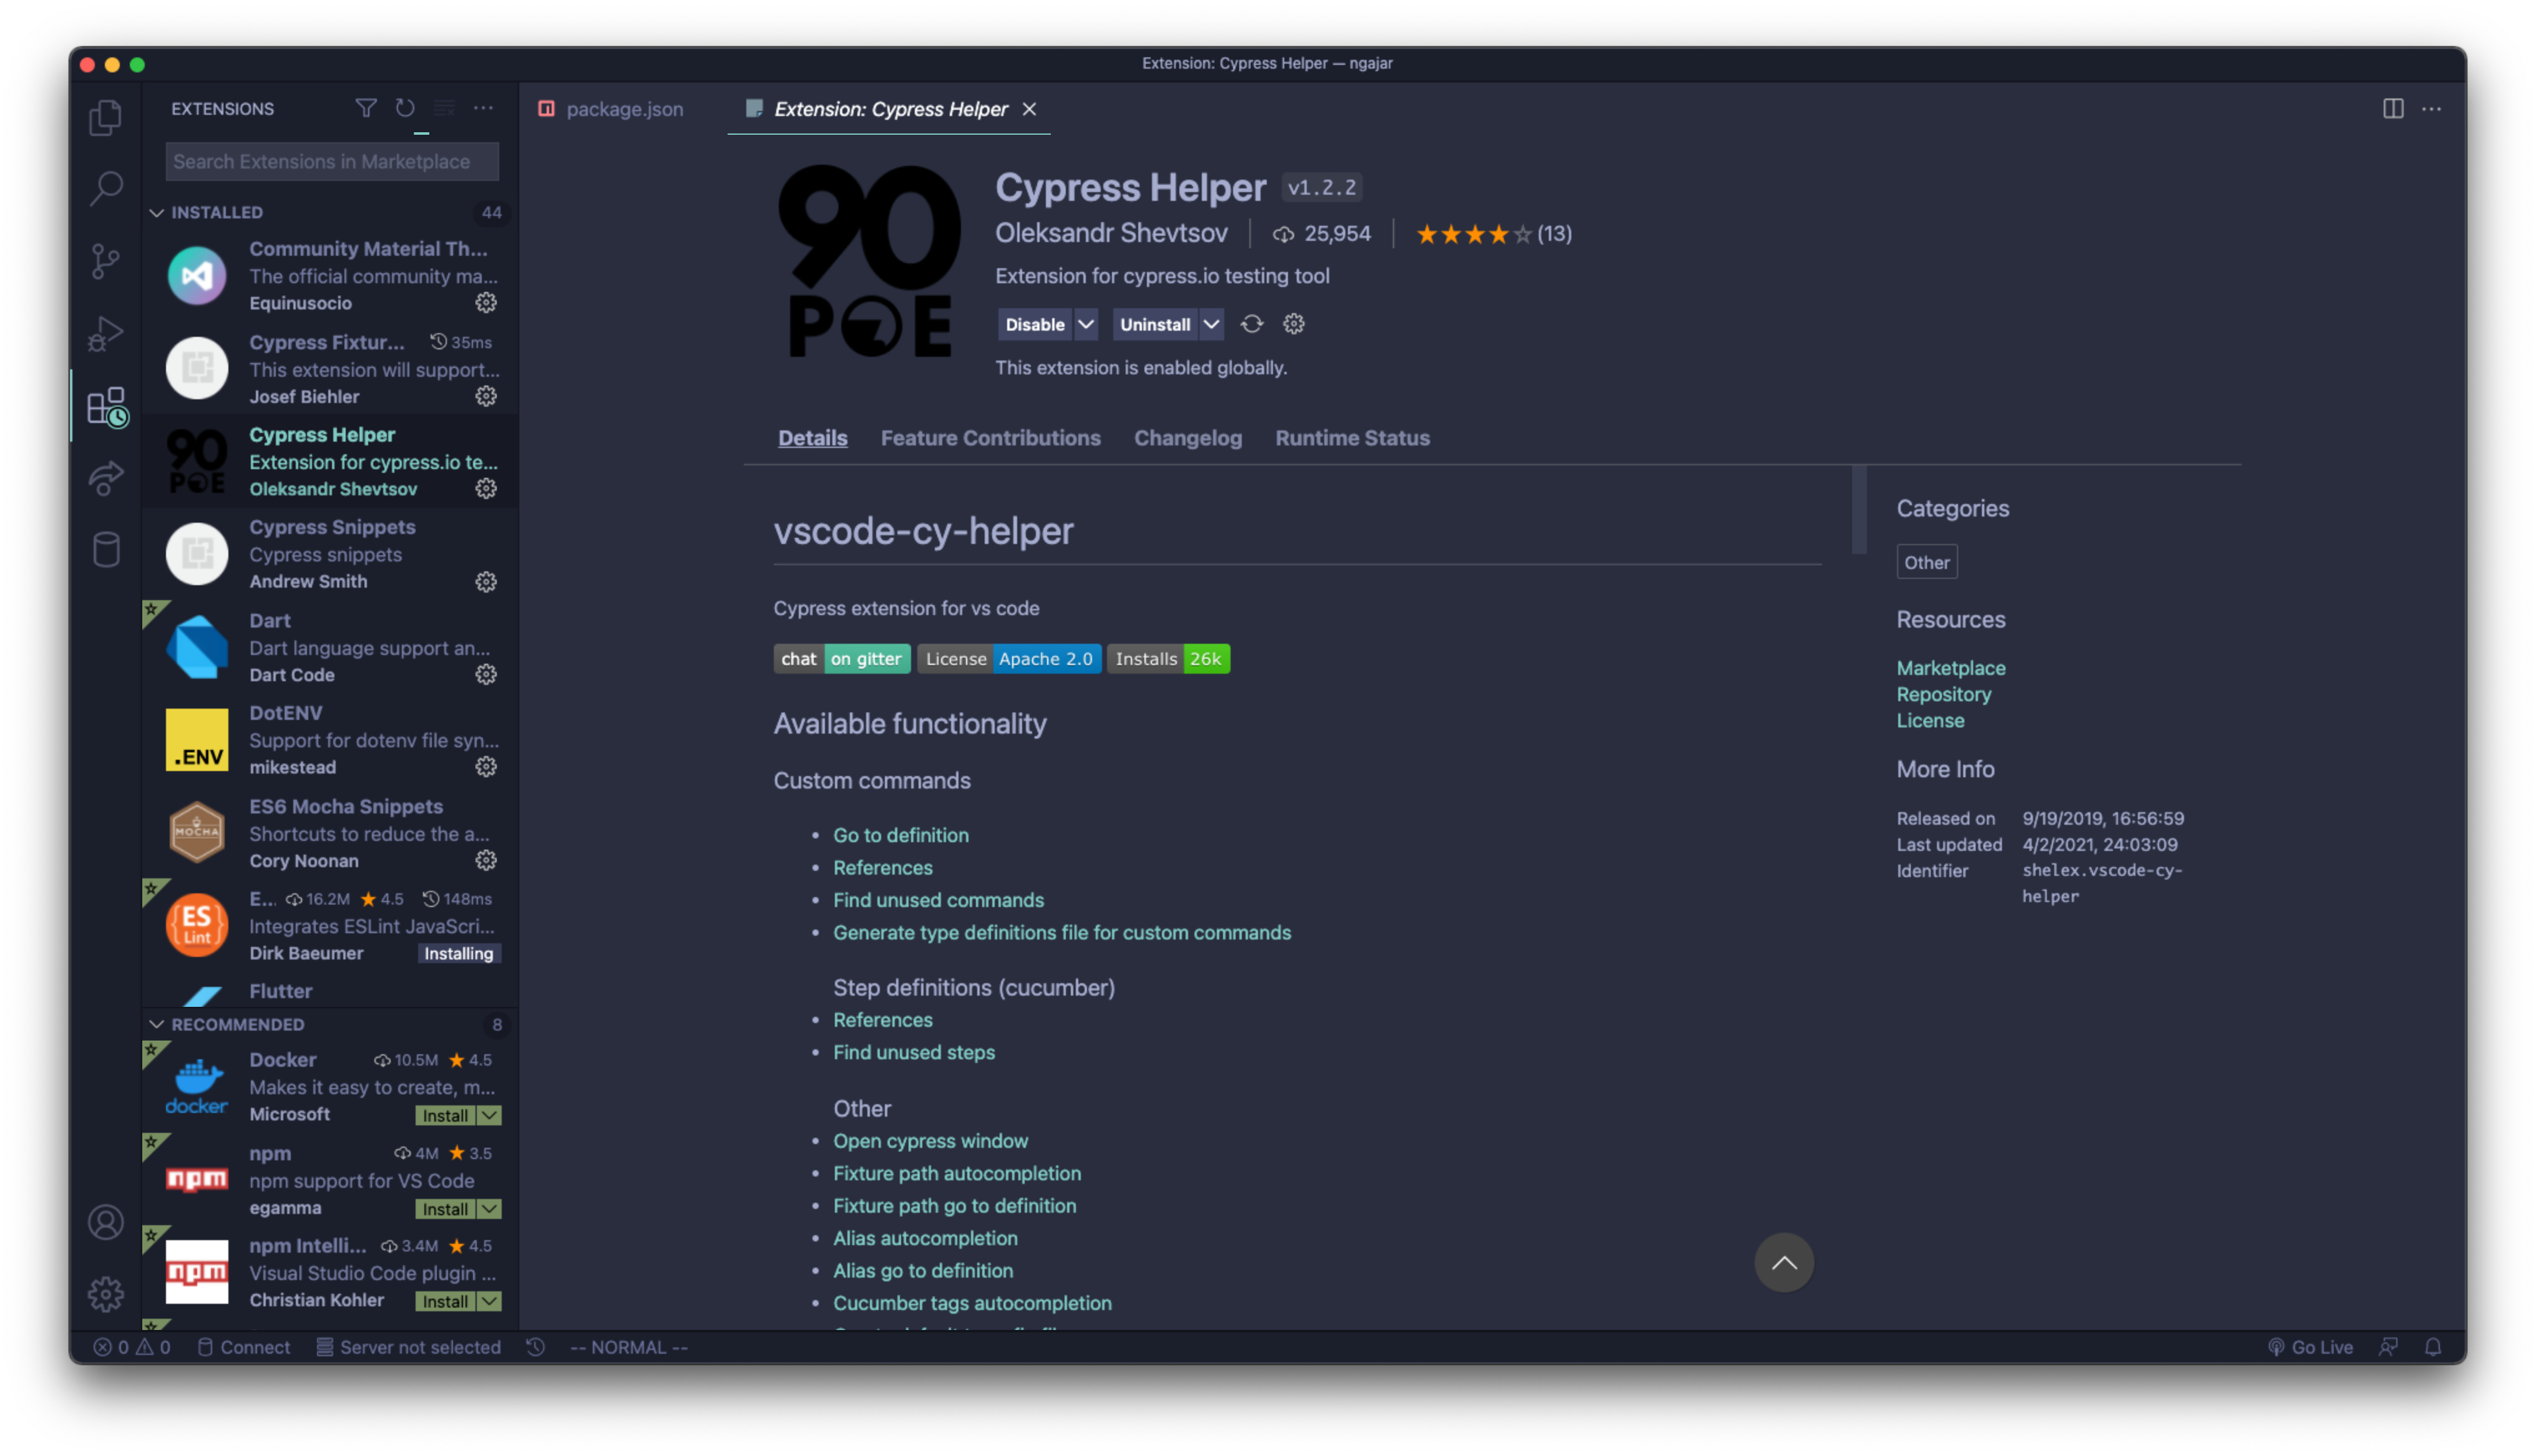 Extension: Cypress Helper — ngajar
EXTENSIONS
Search Extensions in Marketplace
INSTALLED 44
Community Material Th...
The official community ma...
Equinusocio
Cypress Fixtur... 35ms
This extension will support...
Josef Biehler
90
POE
Cypress Helper
Extension for cypress.io te...
Oleksandr Shevtsov
Cypress Snippets
Cypress snippets
Andrew Smith
Dart
Dart language support an...
Dart Code
.ENV
DotENV
Support for dotenv file syn...
mikestead
MOCHA
ES6 Mocha Snippets
Shortcuts to reduce the a...
Cory Noonan
{ES}
Lint
E... 16.2M 4.5 148ms
Integrates ESLint JavaScri...
Dirk Baeumer Installing
Flutter
RECOMMENDED 8
docker
Docker 10.5M 4.5
Makes it easy to create, m...
Microsoft Install
npm
npm 4M 3.5
npm support for VS Code
egamma Install
npm
npm Intelli... 3.4M 4.5
Visual Studio Code plugin ...
Christian Kohler Install
package.json
Extension: Cypress Helper
90
POE
Cypress Helper v1.2.2
Oleksandr Shevtsov 25,954 (13)
Extension for cypress.io testing tool
Disable Uninstall
This extension is enabled globally.
Details Feature Contributions Changelog Runtime Status
vscode-cy-helper
Cypress extension for vs code
chat on gitter License Apache 2.0 Installs 26k
Available functionality
Custom commands
• Go to definition
• References
• Find unused commands
• Generate type definitions file for custom commands
Step definitions (cucumber)
• References
• Find unused steps
Other
• Open cypress window
• Fixture path autocompletion
• Fixture path go to definition
• Alias autocompletion
• Alias go to definition
• Cucumber tags autocompletion
Categories
Other
Resources
Marketplace
Repository
License
More Info
Released on 9/19/2019, 16:56:59
Last updated 4/2/2021, 24:03:09
Identifier shelex.vscode-cy-
helper
0 0 Connect Server not selected -- NORMAL -- Go Live